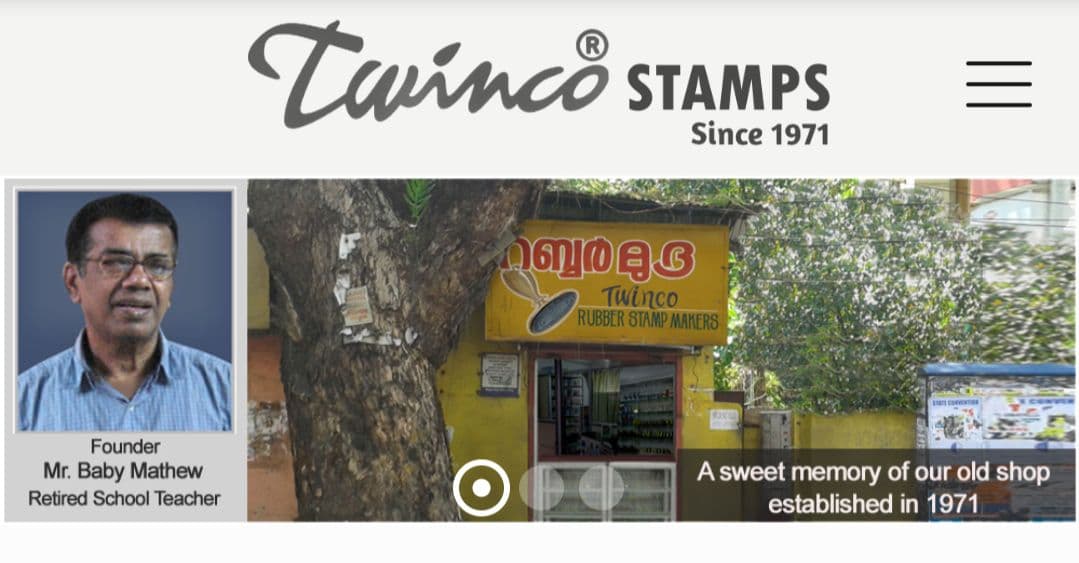 Twinco® STAMPS
Since 1971
റബ്ബർ മുദ്ര
Twinco
RUBBER STAMP MAKERS
STATE CONVENTION
Founder
Mr. Baby Mathew
Retired School Teacher
A sweet memory of our old shop
established in 1971